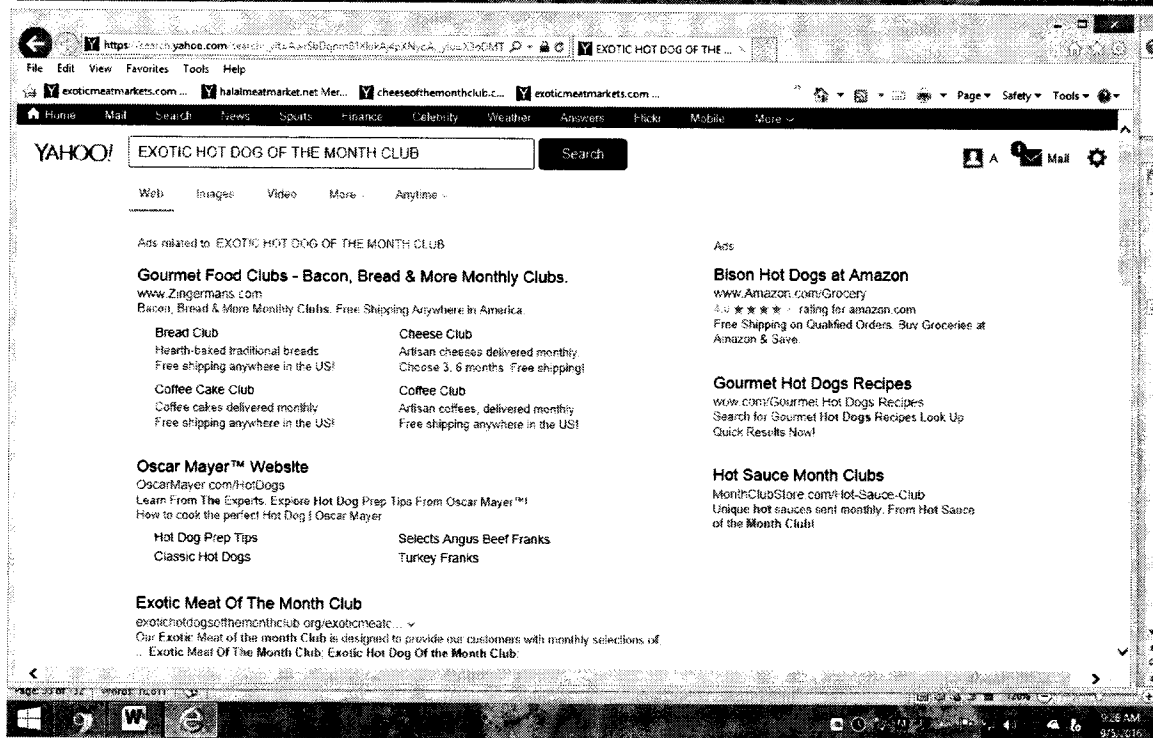 https
yahoo.com
EXOTIC HOT DOG OF THE ...
File Edit View Favorites Tools Help
exoticmeatmarkets.com ... halalmeatmarket.net Mer... cheeseofthemonthclub.c... exoticmeatmarkets.com ...
Page Safety Tools
Home Mail Search News Sports Finance Celebrity Weather Answers Flickr Mobile More
YAHOO! EXOTIC HOT DOG OF THE MONTH CLUB Search A Mail
Web Images Video More Anytime
Ads related to EXOTIC HOT DOG OF THE MONTH CLUB
Gourmet Food Clubs - Bacon, Bread & More Monthly Clubs.
www.Zingermans.com
Bacon, Bread & More Monthly Clubs. Free Shipping Anywhere in America.
Bread Club
Hearth-baked traditional breads
Free shipping anywhere in the US!
Cheese Club
Artisan cheeses delivered monthly
Choose 3, 6 months. Free shipping!
Coffee Cake Club
Coffee cakes delivered monthly
Free shipping anywhere in the US!
Coffee Club
Artisan coffees, delivered monthly
Free shipping anywhere in the US!
Oscar Mayer™ Website
OscarMayer.com/HotDogs
Learn From The Experts. Explore Hot Dog Prep Tips From Oscar Mayer™!
How to cook the perfect Hot Dog | Oscar Mayer
Hot Dog Prep Tips
Selects Angus Beef Franks
Classic Hot Dogs
Turkey Franks
Exotic Meat Of The Month Club
exotichotdogsofthemonthclub.org/exoticmeatc...
Our Exotic Meat of the month Club is designed to provide our customers with monthly selections of
... Exotic Meat Of The Month Club; Exotic Hot Dog Of the Month Club;
Ads
Bison Hot Dogs at Amazon
www.Amazon.com/Grocery
rating for amazon.com
Free Shipping on Qualified Orders. Buy Groceries at
Amazon & Save.
Gourmet Hot Dogs Recipes
wow.com/Gourmet Hot Dogs Recipes
Search for Gourmet Hot Dogs Recipes Look Up
Quick Results Now!
Hot Sauce Month Clubs
MonthClubStore.com/Hot-Sauce-Club
Unique hot sauces sent monthly. From Hot Sauce
of the Month Club!
9:26 AM
9/5/2016